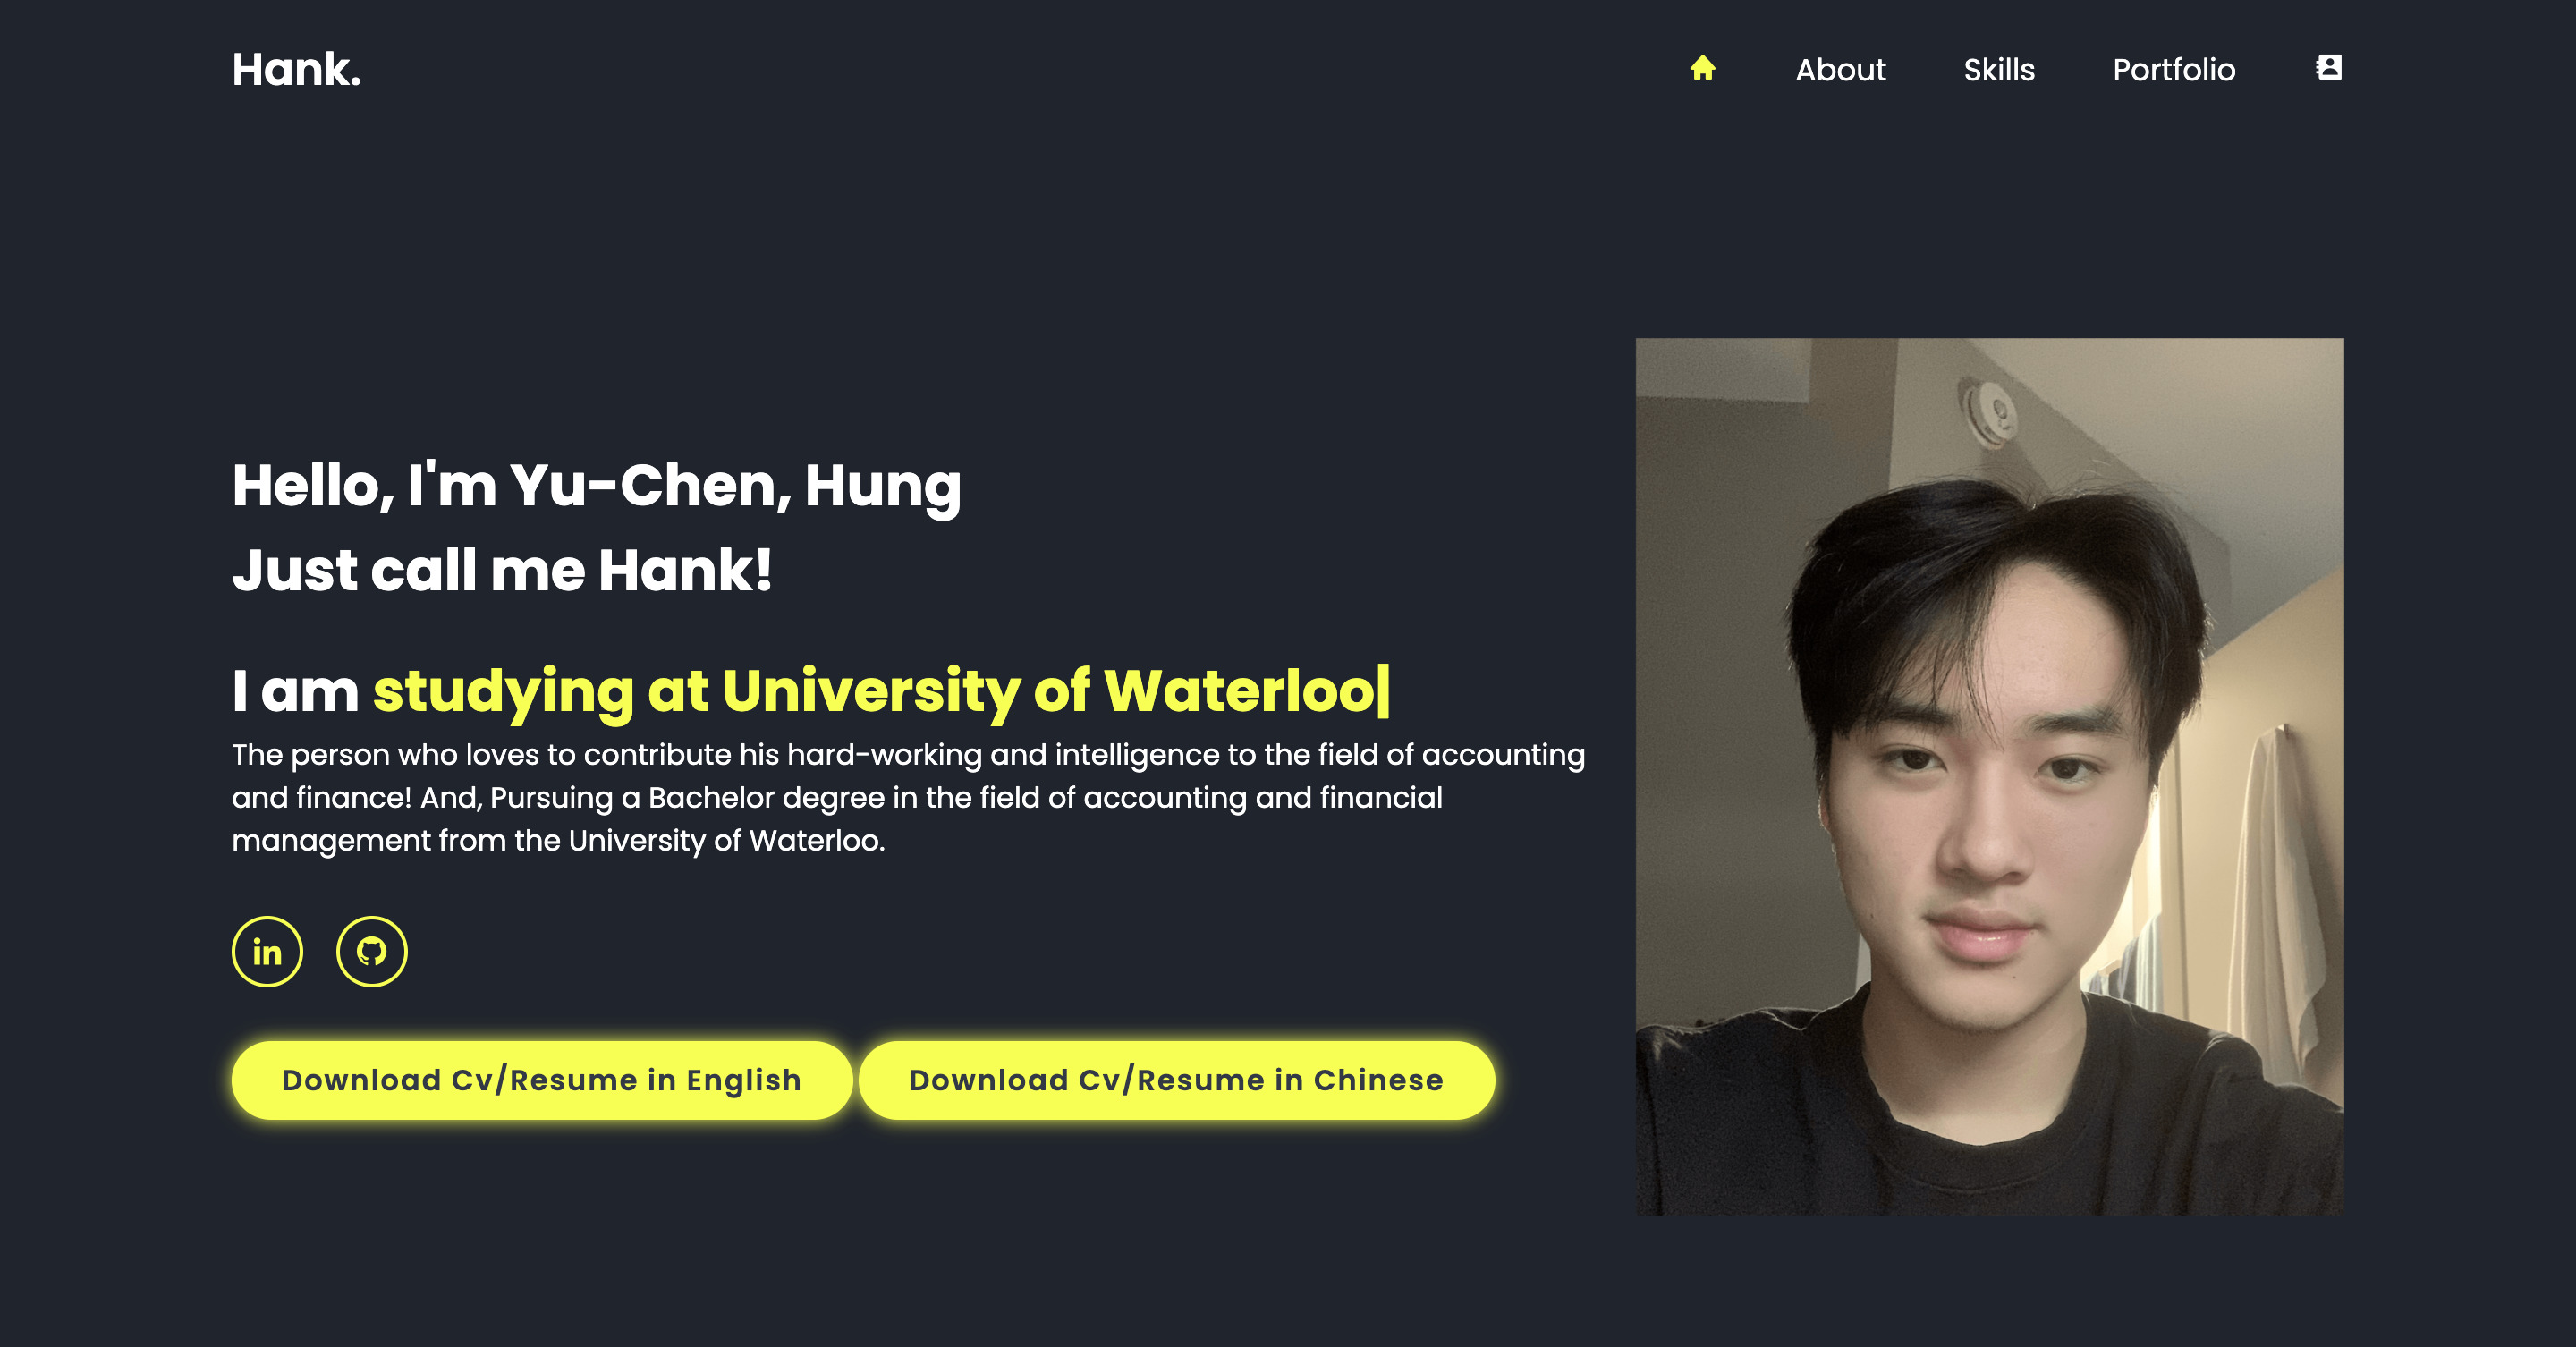 Hank.
About
Skills
Portfolio
Hello, I'm Yu-Chen, Hung
Just call me Hank!
I am studying at University of Waterloo|
The person who loves to contribute his hard-working and intelligence to the field of accounting
and finance! And, Pursuing a Bachelor degree in the field of accounting and financial
management from the University of Waterloo.
in
Download Cv/Resume in English
Download Cv/Resume in Chinese